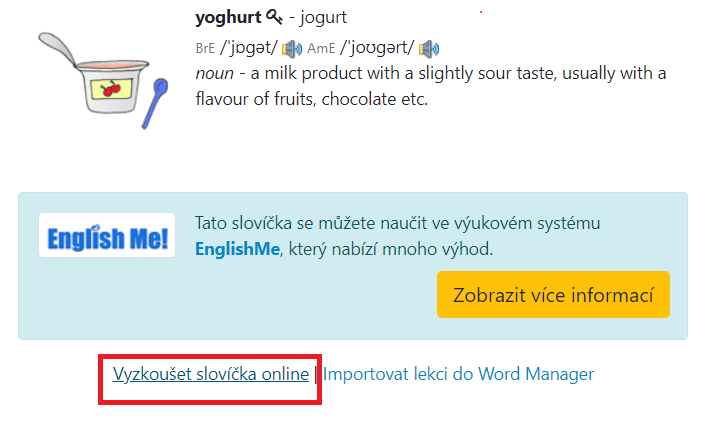 yoghurt - jogurt
BrE /'jɒgət/ AmE /'joʊgərt/
noun - a milk product with a slightly sour taste, usually with a
flavour of fruits, chocolate etc.
English Me!
Tato slovíčka se můžete naučit ve výukovém systému
EnglishMe, který nabízí mnoho výhod.
Zobrazit více informací
Vyzkoušet slovíčka online | Importovat lekci do Word Manager